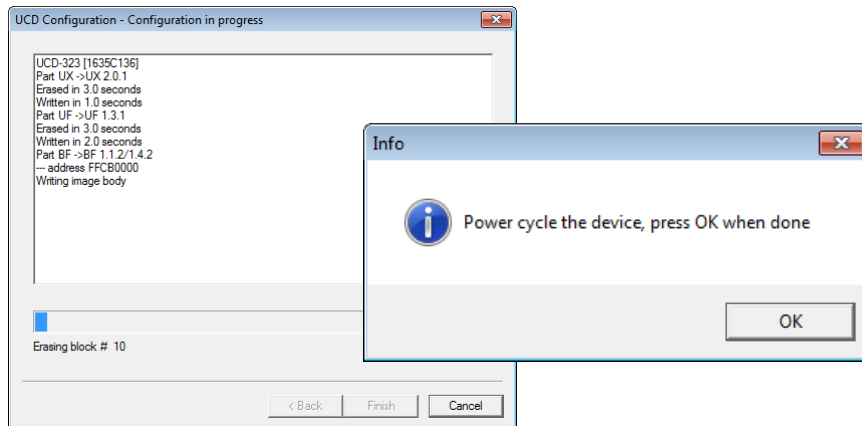 UCD Configuration - Configuration in progress
UCD-323 [1635C136]
Part UX ->UX 2.0.1
Erased in 3.0 seconds
Written in 1.0 seconds
Part UF ->UF 1.3.1
Erased in 3.0 seconds
Written in 2.0 seconds
Part BF ->BF 1.1.2/1.4.2
--- address FFCB0000
Writing image body
Erasing block # 10
< Back
Finish
Cancel
Info
Power cycle the device, press OK when done
OK